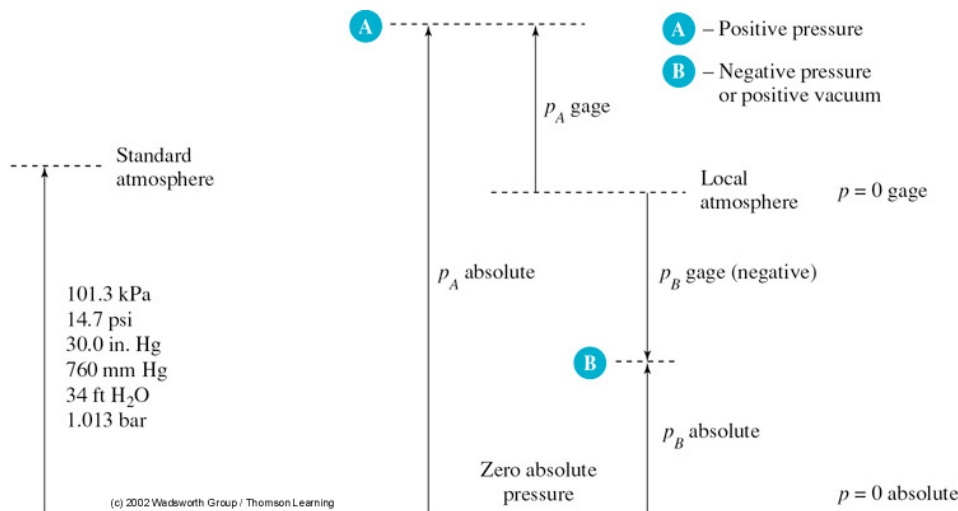 A
A – Positive pressure
B – Negative pressure
or positive vacuum
p_A gage
Standard
atmosphere
Local
atmosphere
p = 0 gage
p_A absolute
p_B gage (negative)
101.3 kPa
14.7 psi
30.0 in. Hg
760 mm Hg
34 ft H₂O
1.013 bar
B
p_B absolute
Zero absolute
pressure
p = 0 absolute
(c) 2002 Wadsworth Group / Thomson Learning